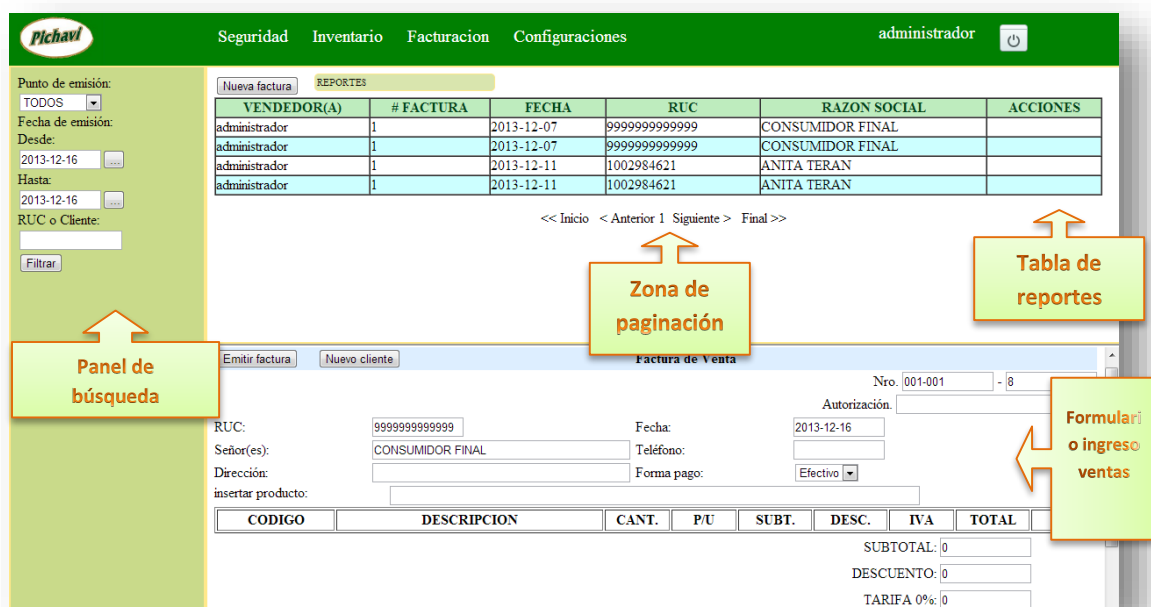 Pichavi
Seguridad Inventario Facturacion Configuraciones administrador
Punto de emisión:
TODOS
Fecha de emisión:
Desde:
2013-12-16 ...
Hasta:
2013-12-16 ...
RUC o Cliente:
Filtrar
Panel de
búsqueda
Nueva factura REPORTES
VENDEDOR(A) # FACTURA FECHA RUC RAZON SOCIAL ACCIONES
administrador 1 2013-12-07 9999999999999 CONSUMIDOR FINAL
administrador 1 2013-12-07 9999999999999 CONSUMIDOR FINAL
administrador 1 2013-12-11 1002984621 ANITA TERAN
administrador 1 2013-12-11 1002984621 ANITA TERAN
<< Inicio < Anterior 1 Siguiente > Final >>
Zona de
paginación
Tabla de
reportes
Emitir factura Nuevo cliente Factura de Venta
Nro. 001-001 - 8
Autorización.
RUC: 9999999999999 Fecha: 2013-12-16
Señor(es): CONSUMIDOR FINAL Teléfono:
Dirección: Forma pago: Efectivo
insertar producto:
Formulari
o ingreso
ventas
CODIGO DESCRIPCION CANT. P/U SUBT. DESC. IVA TOTAL
SUBTOTAL: 0
DESCUENTO: 0
TARIFA 0%: 0